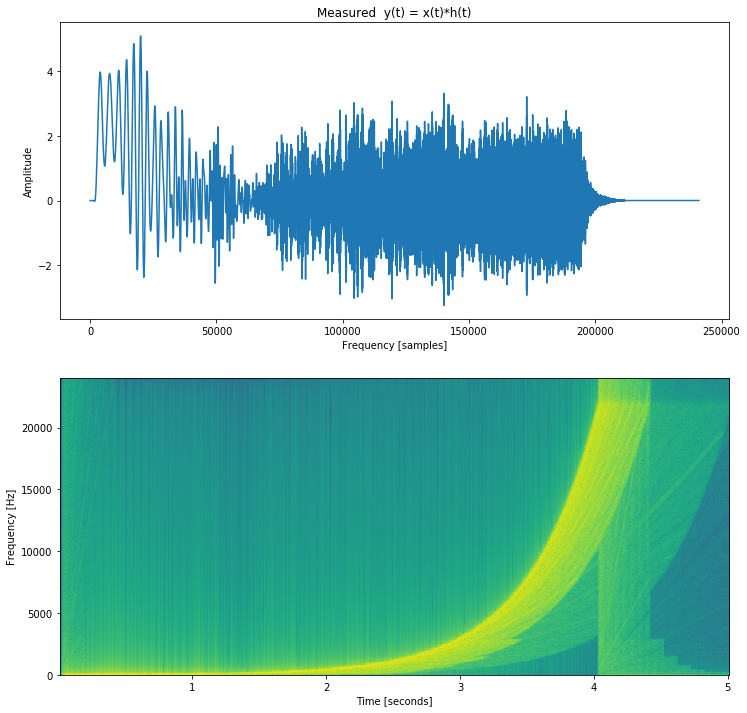 Measured  y(t) = x(t)*h(t)
Amplitude
4
2
0
−2
0 50000 100000 150000 200000 250000
Frequency [samples]
Frequency [Hz]
20000
15000
10000
5000
0
1 2 3 4 5
Time [seconds]